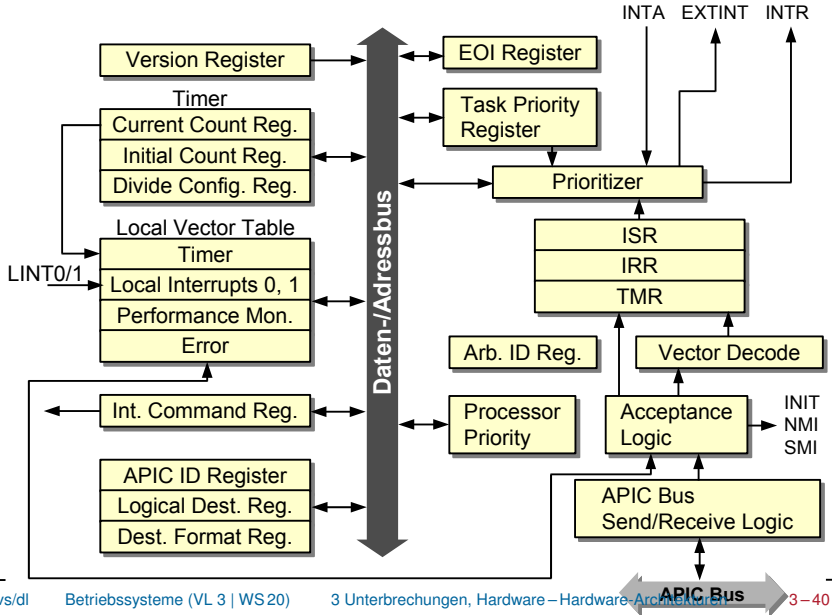 INTA EXTINT INTR
Version Register
EOI Register
Timer
Current Count Reg.
Initial Count Reg.
Divide Config. Reg.
Task Priority
Register
Prioritizer
Local Vector Table
Timer
Local Interrupts 0, 1
Performance Mon.
Error
LINT0/1
Daten-/Adressbus
ISR
IRR
TMR
Arb. ID Reg.
Vector Decode
Int. Command Reg.
Processor
Priority
Acceptance
Logic
INIT
NMI
SMI
APIC ID Register
Logical Dest. Reg.
Dest. Format Reg.
APIC Bus
Send/Receive Logic
APIC Bus
vs/dl Betriebssysteme (VL 3 | WS 20) 3 Unterbrechungen, Hardware – Hardware-Architekturen 3 – 40